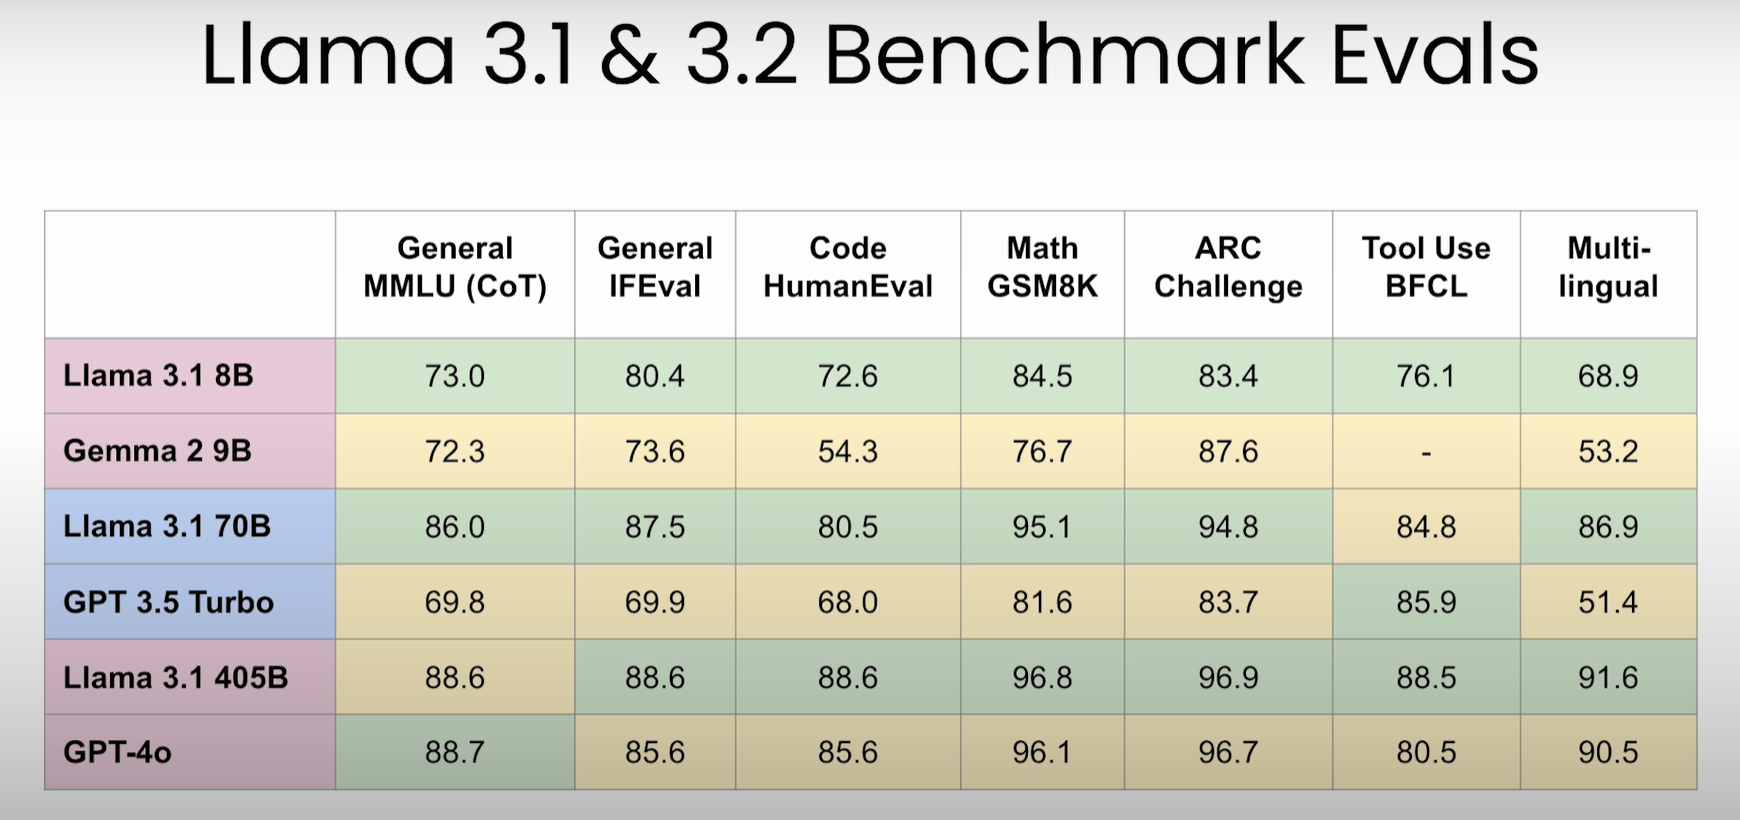 Llama 3.1 & 3.2 Benchmark Evals
General MMLU (CoT) General IFEval Code HumanEval Math GSM8K ARC Challenge Tool Use BFCL Multi-lingual
Llama 3.1 8B 73.0 80.4 72.6 84.5 83.4 76.1 68.9
Gemma 2 9B 72.3 73.6 54.3 76.7 87.6 - 53.2
Llama 3.1 70B 86.0 87.5 80.5 95.1 94.8 84.8 86.9
GPT 3.5 Turbo 69.8 69.9 68.0 81.6 83.7 85.9 51.4
Llama 3.1 405B 88.6 88.6 88.6 96.8 96.9 88.5 91.6
GPT-4o 88.7 85.6 85.6 96.1 96.7 80.5 90.5